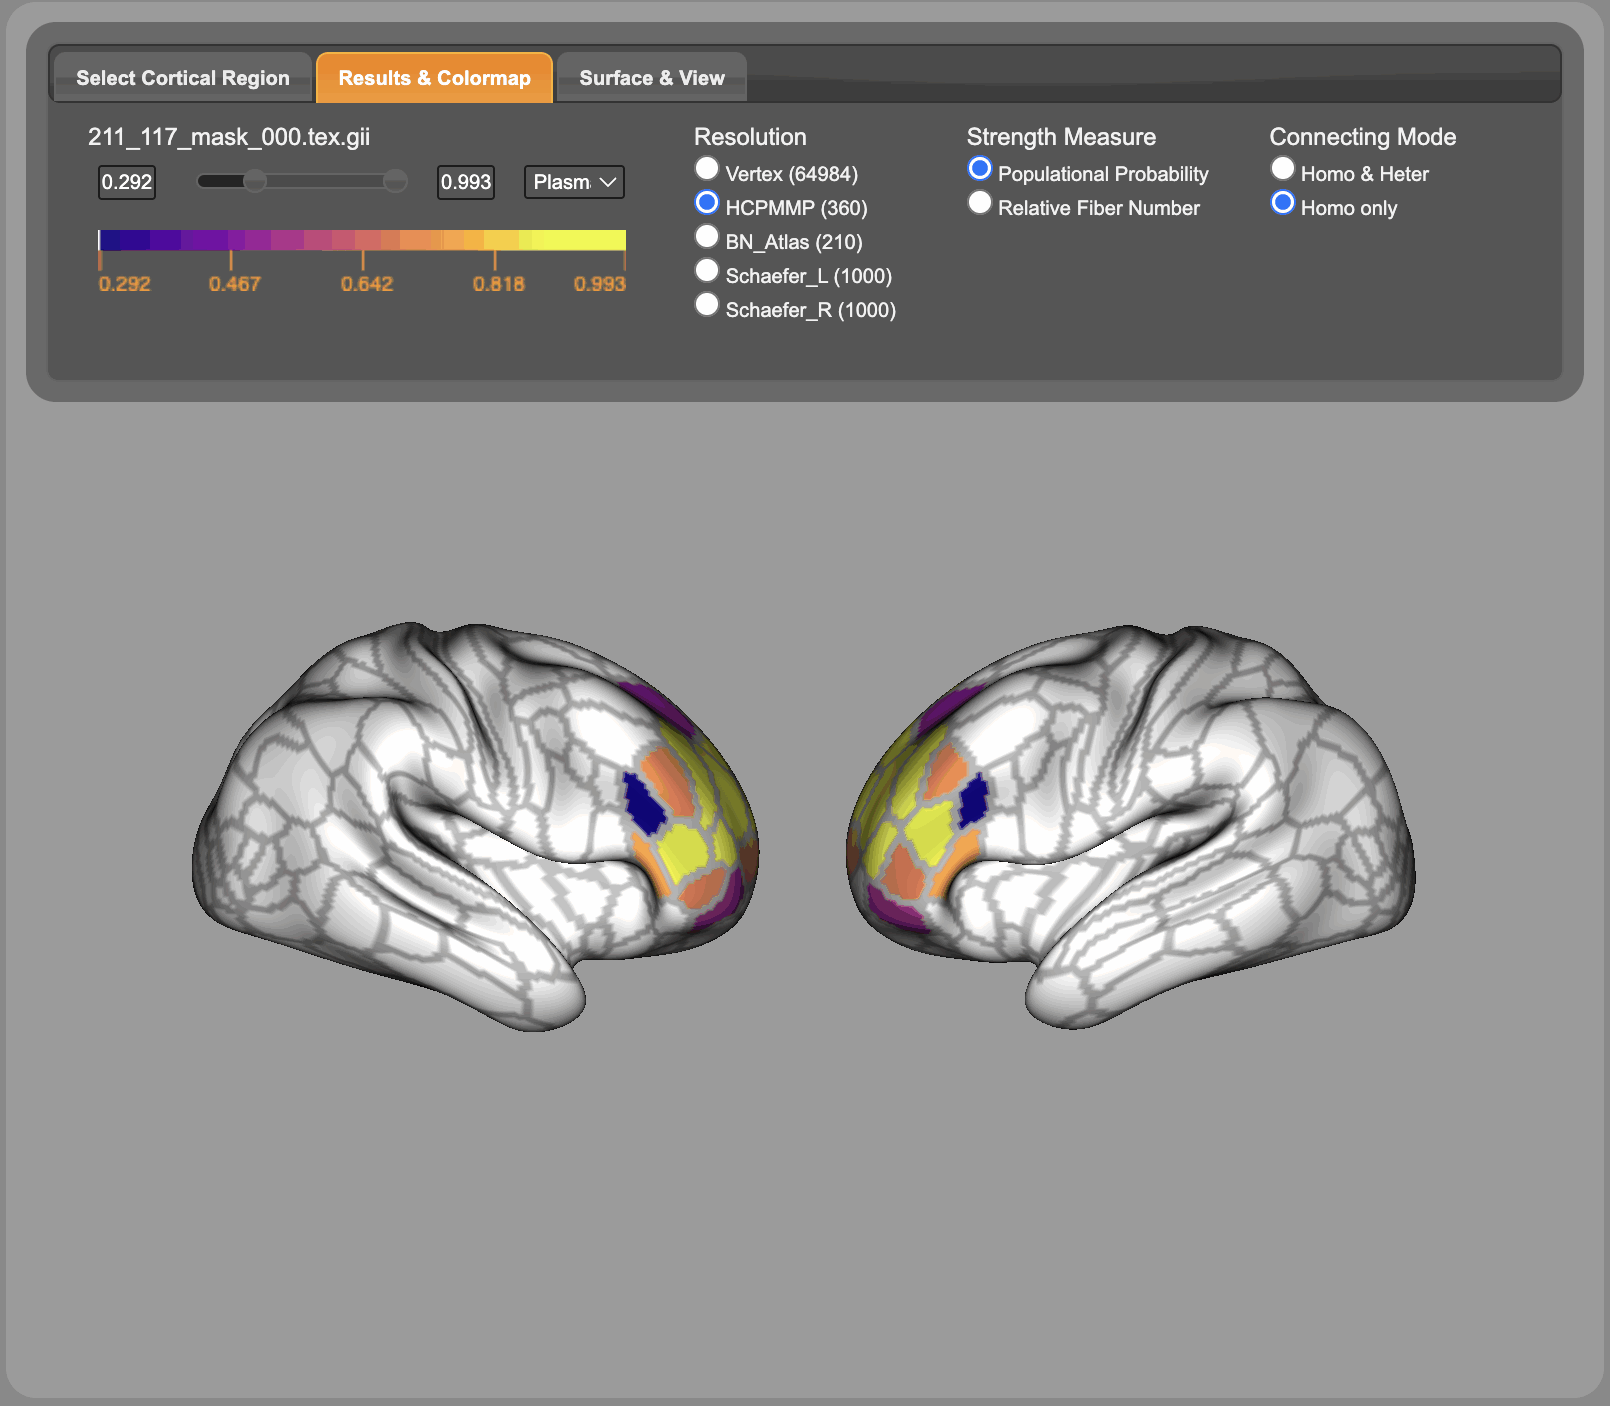 Select Cortical Region
Results & Colormap
Surface & View
211_117_mask_000.tex.gii
0.292
0.993
Plasm
0.292 0.467 0.642 0.818 0.993
Resolution
Vertex (64984)
HCPMMP (360)
BN_Atlas (210)
Schaefer_L (1000)
Schaefer_R (1000)
Strength Measure
Populational Probability
Relative Fiber Number
Connecting Mode
Homo & Heter
Homo only